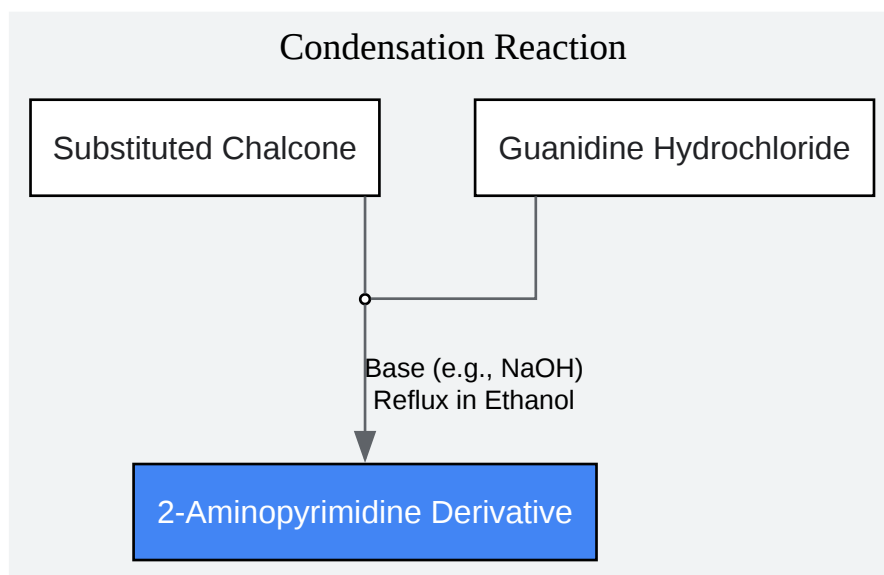 Condensation Reaction
Substituted Chalcone
Guanidine Hydrochloride
Base (e.g., NaOH)
Reflux in Ethanol
2-Aminopyrimidine Derivative